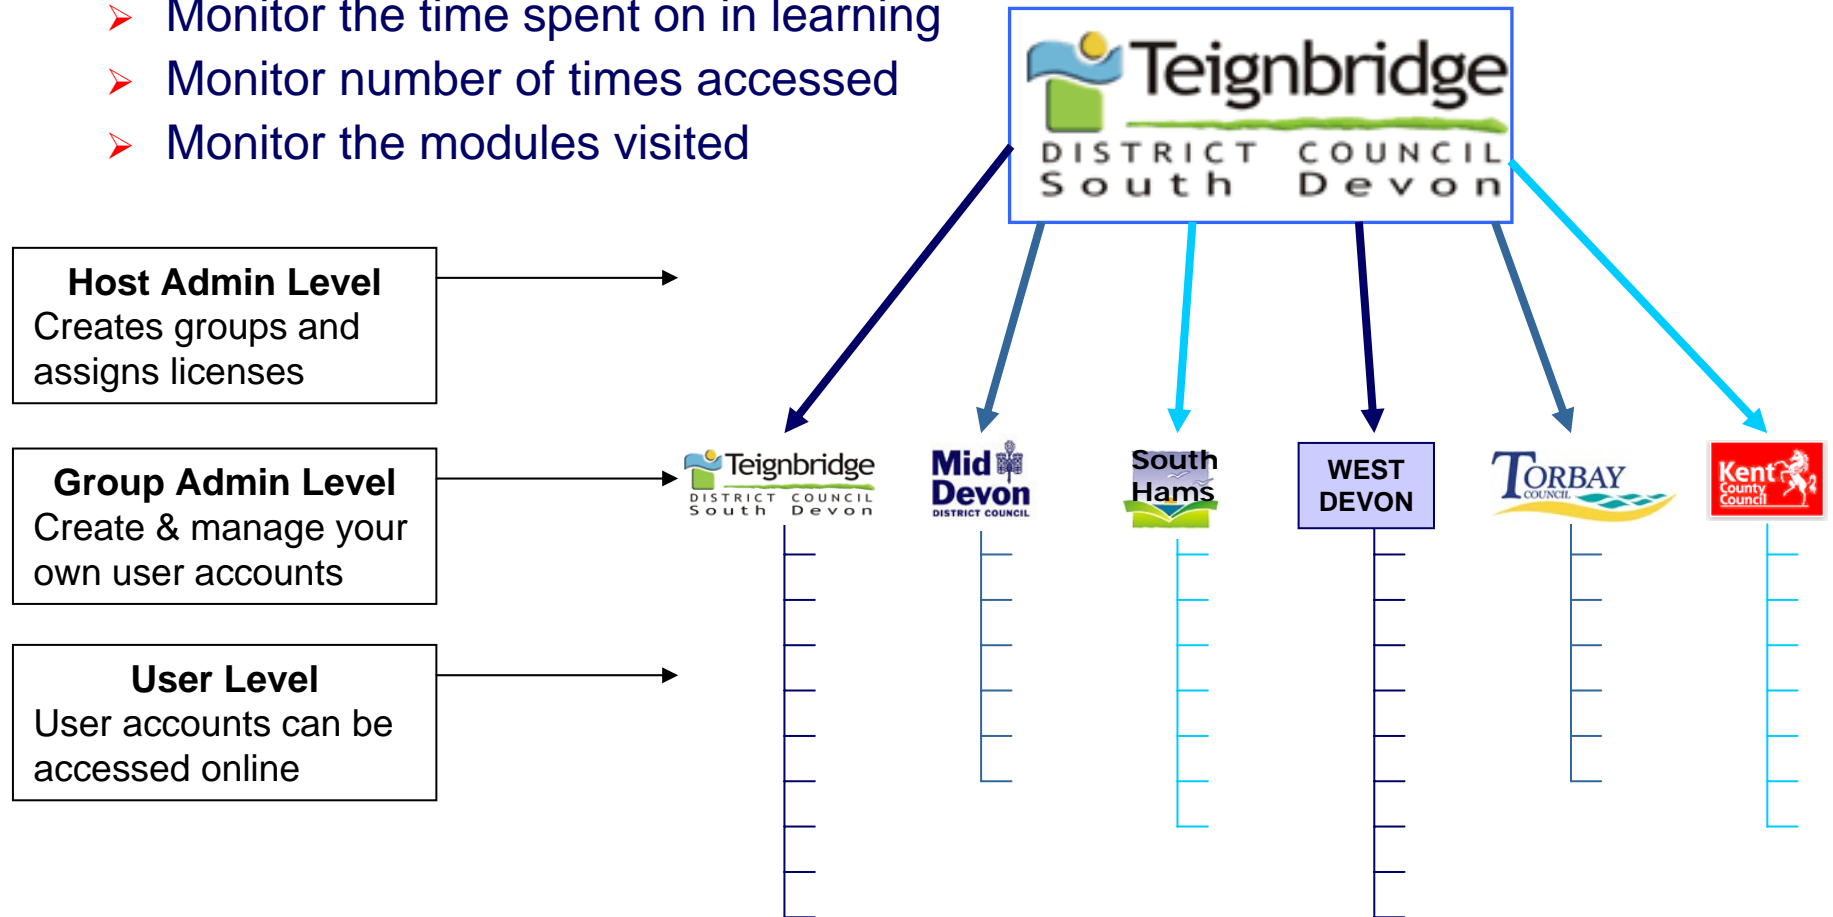 Monitor the time spent on in learning
Monitor number of times accessed
Monitor the modules visited
Teignbridge
DISTRICT COUNCIL
South Devon
Host Admin Level
Creates groups and
assigns licenses
Group Admin Level
Create & manage your
own user accounts
User Level
User accounts can be
accessed online
Teignbridge
DISTRICT COUNCIL
South Devon
Mid
Devon
DISTRICT COUNCIL
South
Hams
WEST
DEVON
TORBAY
COUNCIL
Kent
County
Council